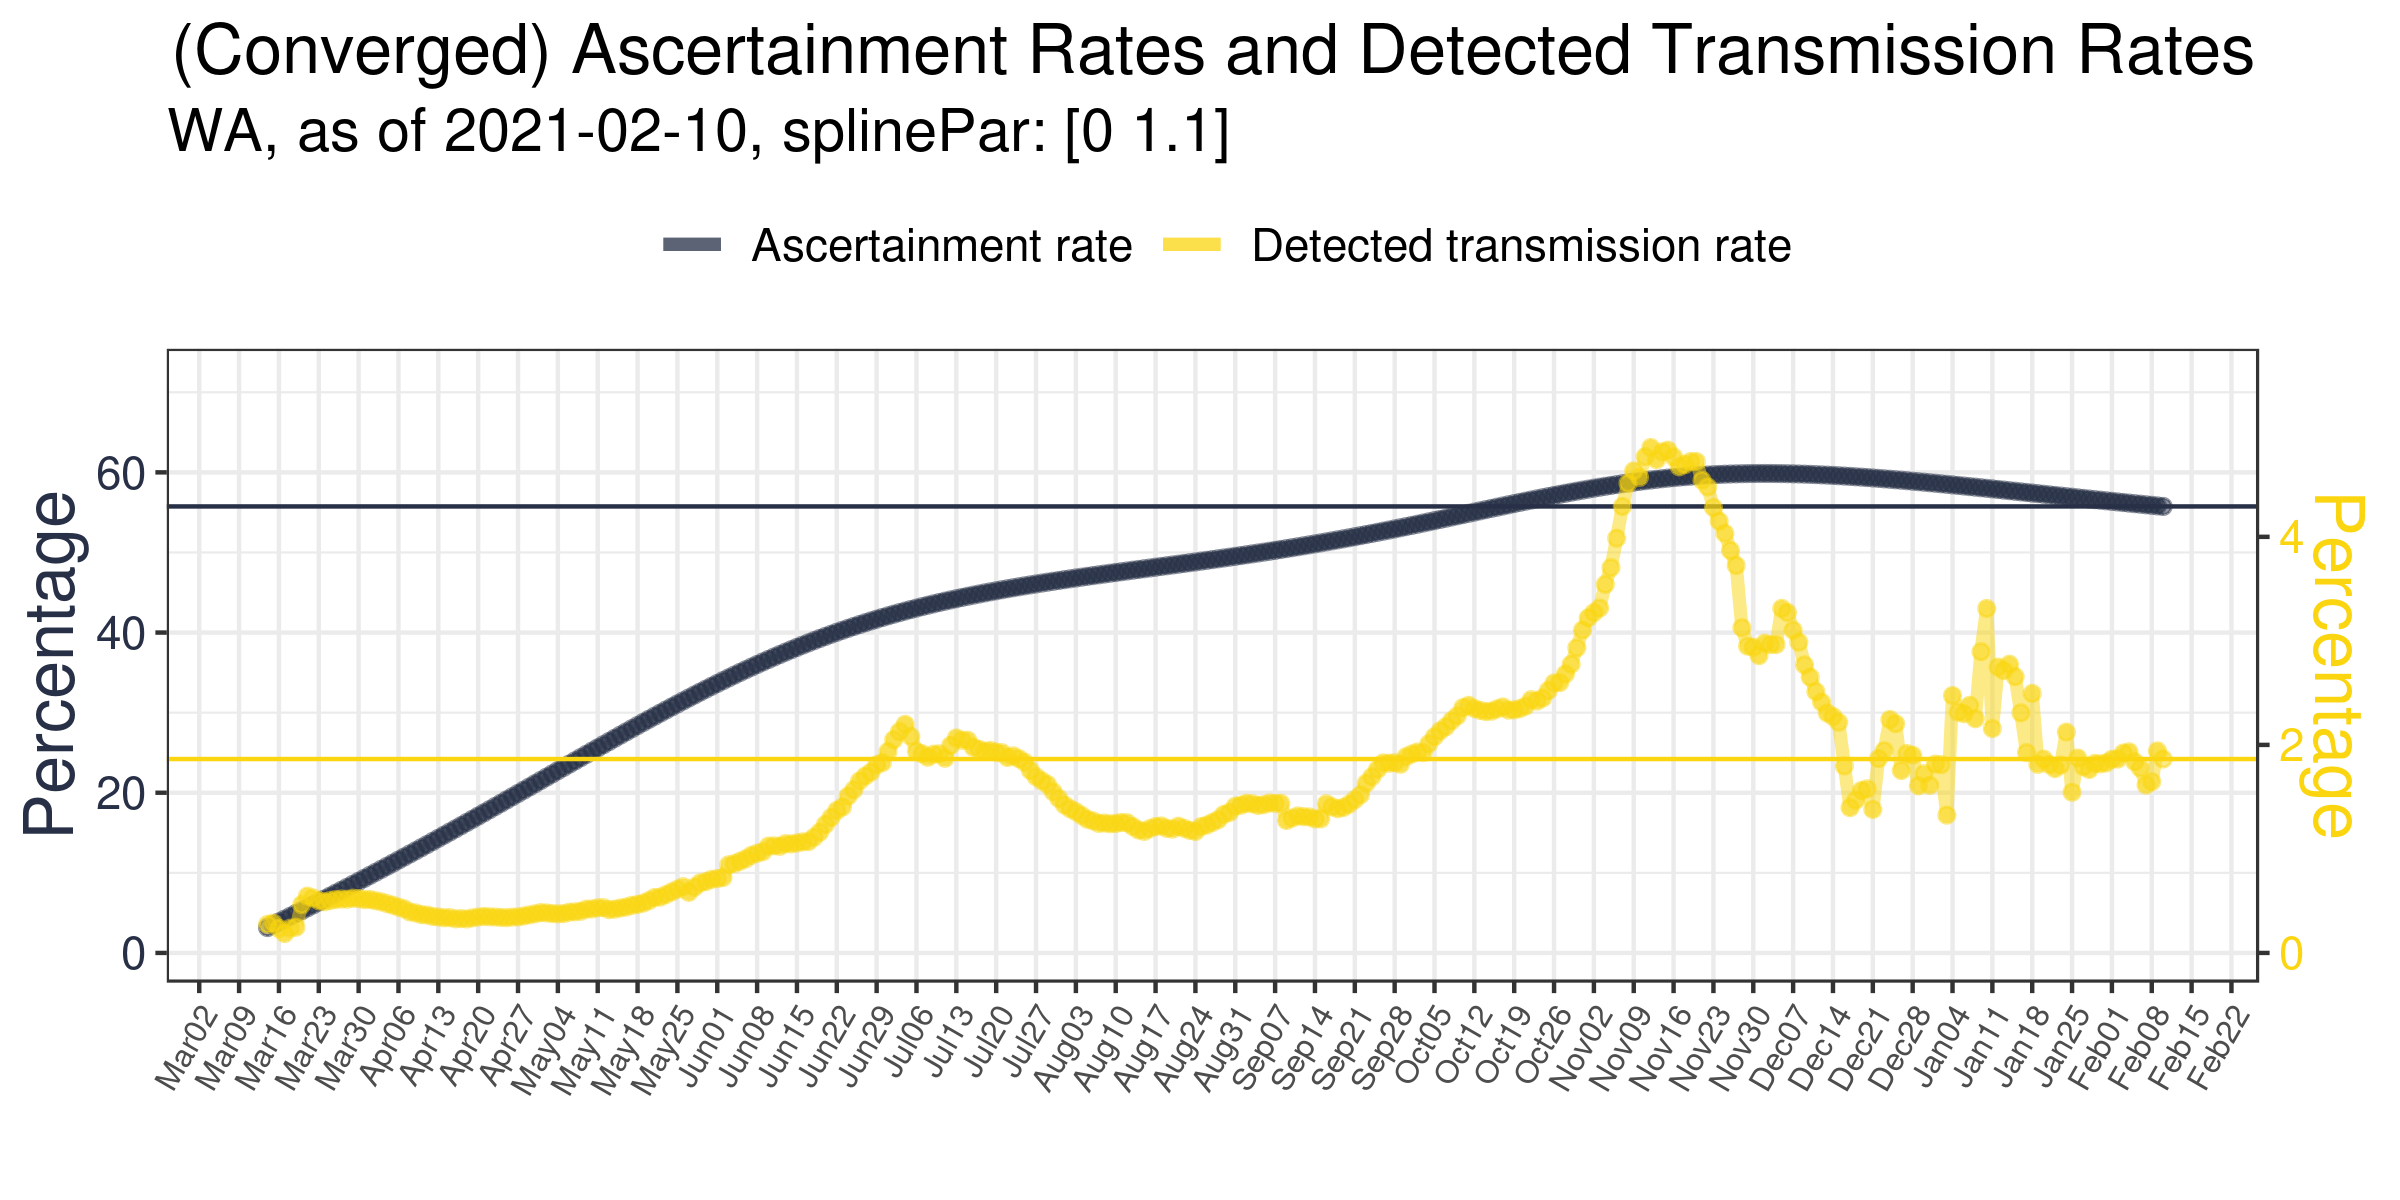 (Converged) Ascertainment Rates and Detected Transmission Rates
WA, as of 2021-02-10, splinePar: [0 1.1]
Ascertainment rate Detected transmission rate
Percentage
60
40
20
0
4
2
0
Percentage
Mar02 Mar09 Mar16 Mar23 Mar30 Apr06 Apr13 Apr20 Apr27 May04 May11 May18 May25 Jun01 Jun08 Jun15 Jun22 Jun29 Jul06 Jul13 Jul20 Jul27 Aug03 Aug10 Aug17 Aug24 Aug31 Sep07 Sep14 Sep21 Sep28 Oct05 Oct12 Oct19 Oct26 Nov02 Nov09 Nov16 Nov23 Nov30 Dec07 Dec14 Dec21 Dec28 Jan04 Jan11 Jan18 Jan25 Feb01 Feb08 Feb15 Feb22